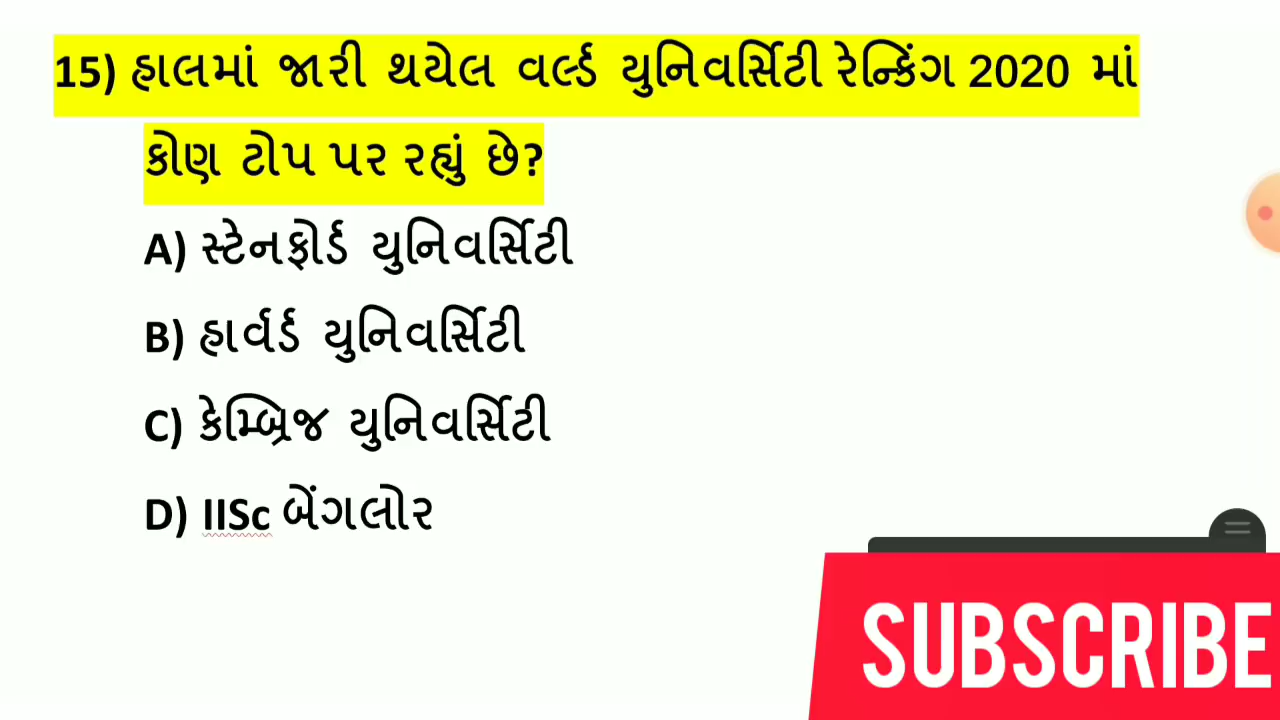 15) હાલમાં જારી થયેલ વર્લ્ડ યુનિવર્સિટી રેન્કિંગ 2020 માં
કોણ ટોપ પર રહ્યું છે?
A) સ્ટેનફોર્ડ યુનિવર્સિટી
B) હાર્વર્ડ યુનિવર્સિટી
C) કેમ્બ્રિજ યુનિવર્સિટી
D) IISc બેંગલોર
SUBSCRIBE